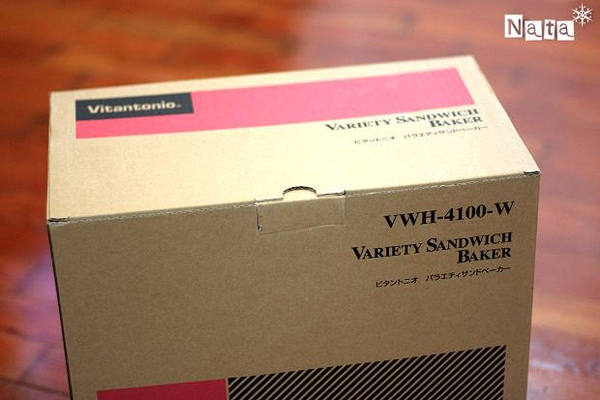 Nata
Vitantonio
VARIETY SANDWICH
BAKER
ビタントニオ バラエティサンドベーカー
VWH-4100-W
VARIETY SANDWICH
BAKER
ビタントニオ バラエティサンドベーカー